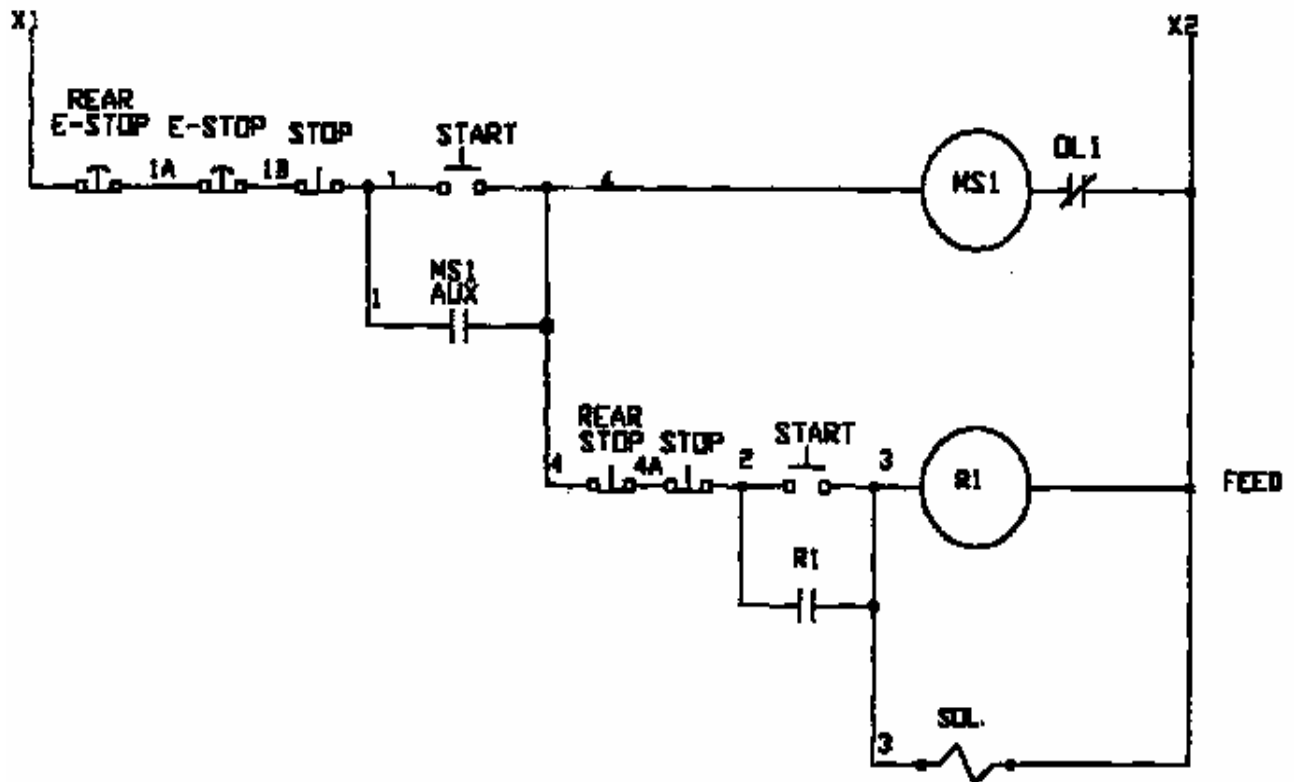 X1
X2
REAR
E-STOP
E-STOP
STOP
START
OL1
1A
1B
1
4
MS1
MS1
AUX
1
REAR
STOP
STOP
START
4
4A
2
3
R1
FEED
R1
SOL.
3